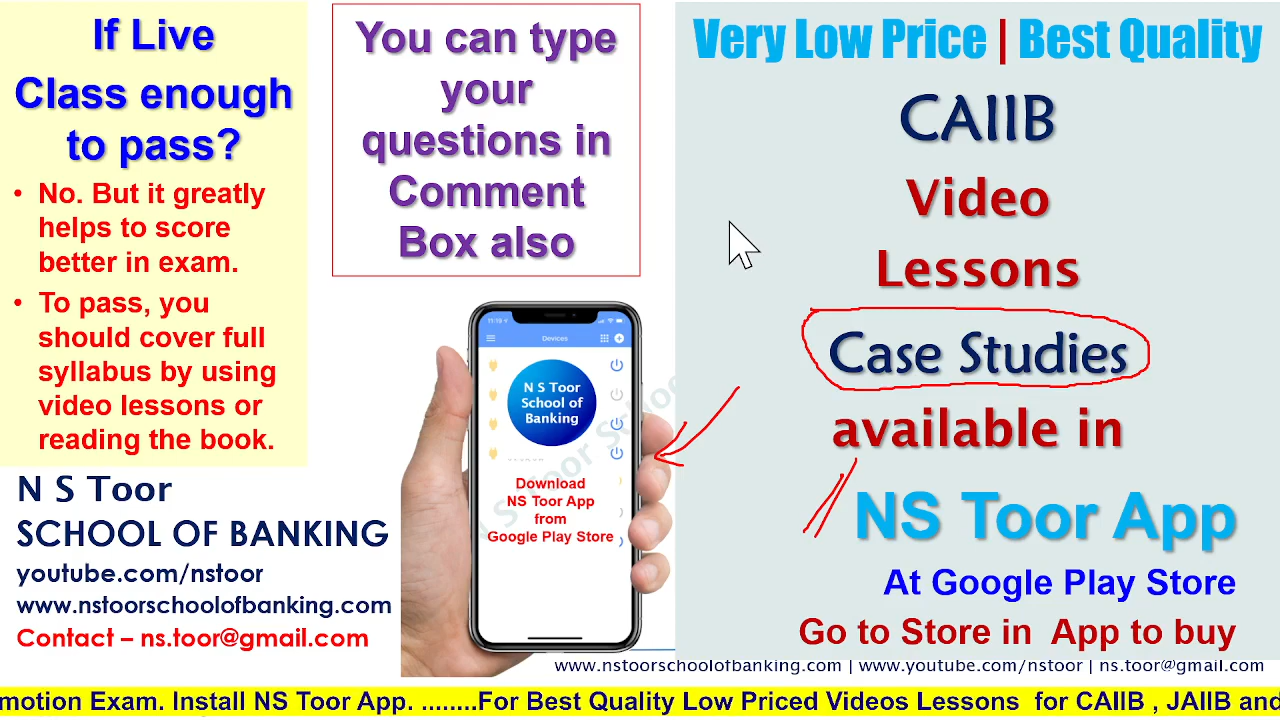 If Live
Class enough
to pass?
• No. But it greatly
helps to score
better in exam.
• To pass, you
should cover full
syllabus by using
video lessons or
reading the book.
N S Toor
SCHOOL OF BANKING
youtube.com/nstoor
www.nstoorschoolofbanking.com
Contact – ns.toor@gmail.com
You can type
your
questions in
Comment
Box also
Devices
N S Toor
School of
Banking
Download
NS Toor App
from
Google Play Store
Very Low Price | Best Quality
CAIIB
Video
Lessons
Case Studies
available in
NS Toor App
At Google Play Store
Go to Store in App to buy
www.nstoorschoolofbanking.com | www.youtube.com/nstoor | ns.toor@gmail.com
motion Exam. Install NS Toor App. ........For Best Quality Low Priced Videos Lessons for CAIIB , JAIIB and